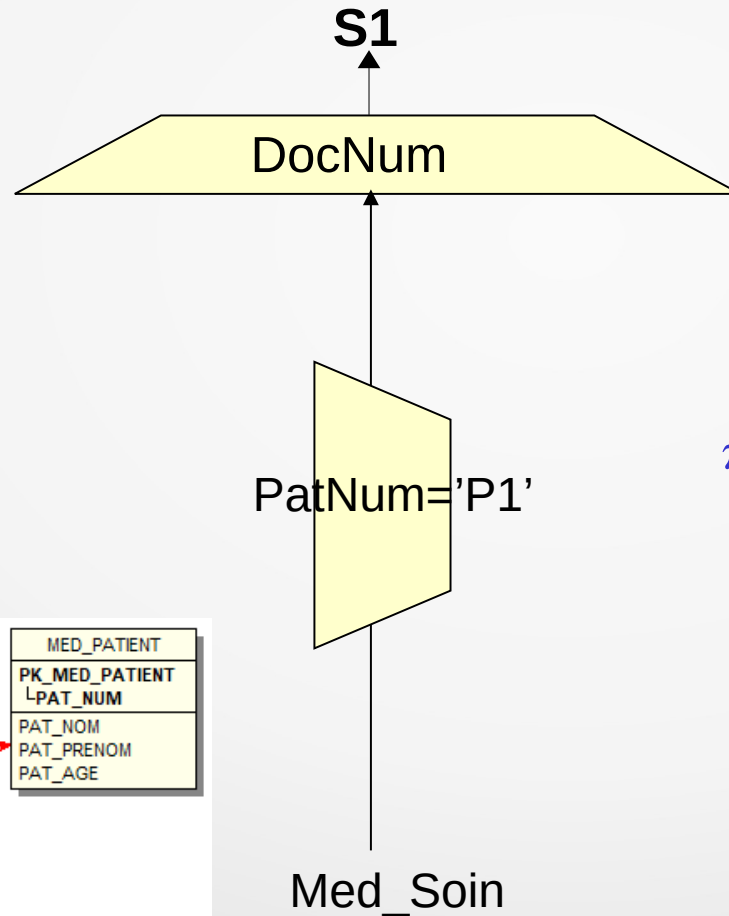 S1
DocNum
PatNum=’P1’
MED_PATIENT
PK_MED_PATIENT
PAT_NUM
PAT_NOM
PAT_PRENOM
PAT_AGE
Med_Soin